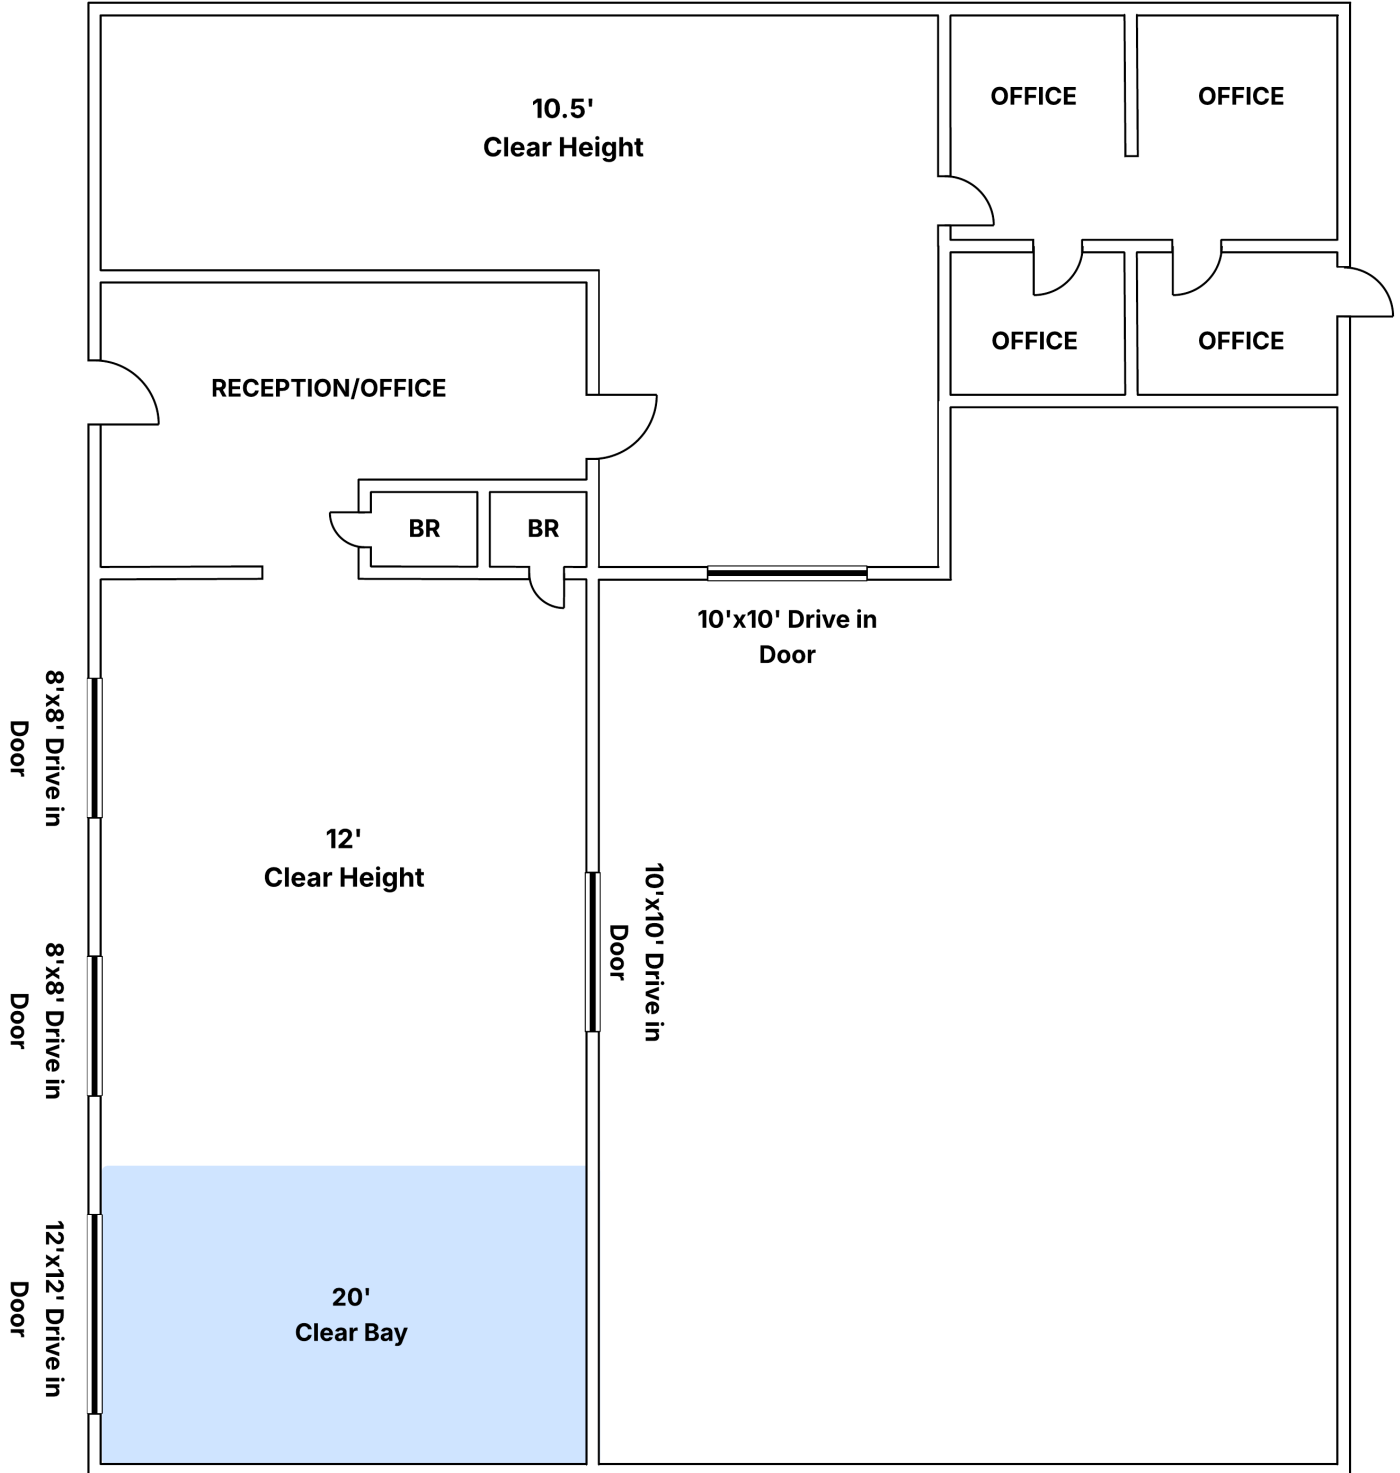 10.5'
Clear Height
OFFICE
OFFICE
OFFICE
OFFICE
RECEPTION/OFFICE
BR
BR
10'x10' Drive in
Door
8'x8' Drive in
Door
12'
Clear Height
10'x10' Drive in
Door
8'x8' Drive in
Door
12'x12' Drive in
Door
20'
Clear Bay